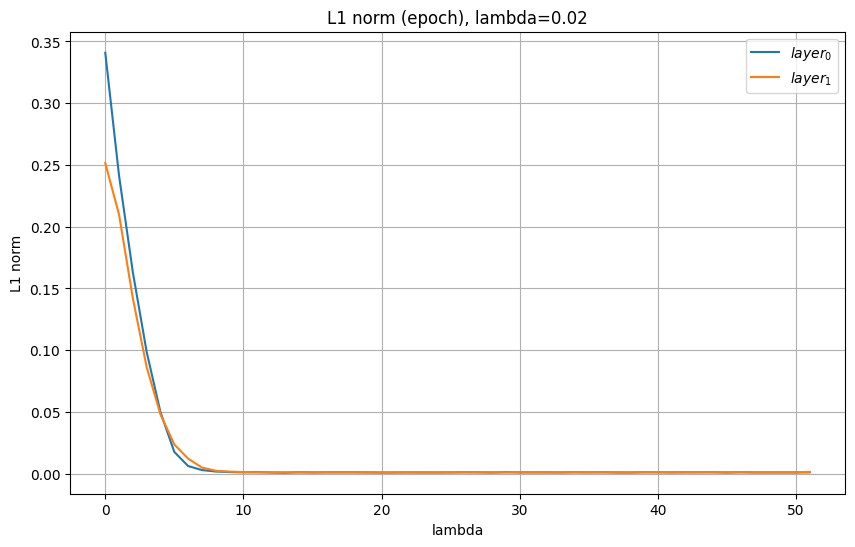 L1 norm (epoch), lambda=0.02
layer₀
layer₁
L1 norm
0.35
0.30
0.25
0.20
0.15
0.10
0.05
0.00
0 10 20 30 40 50
lambda